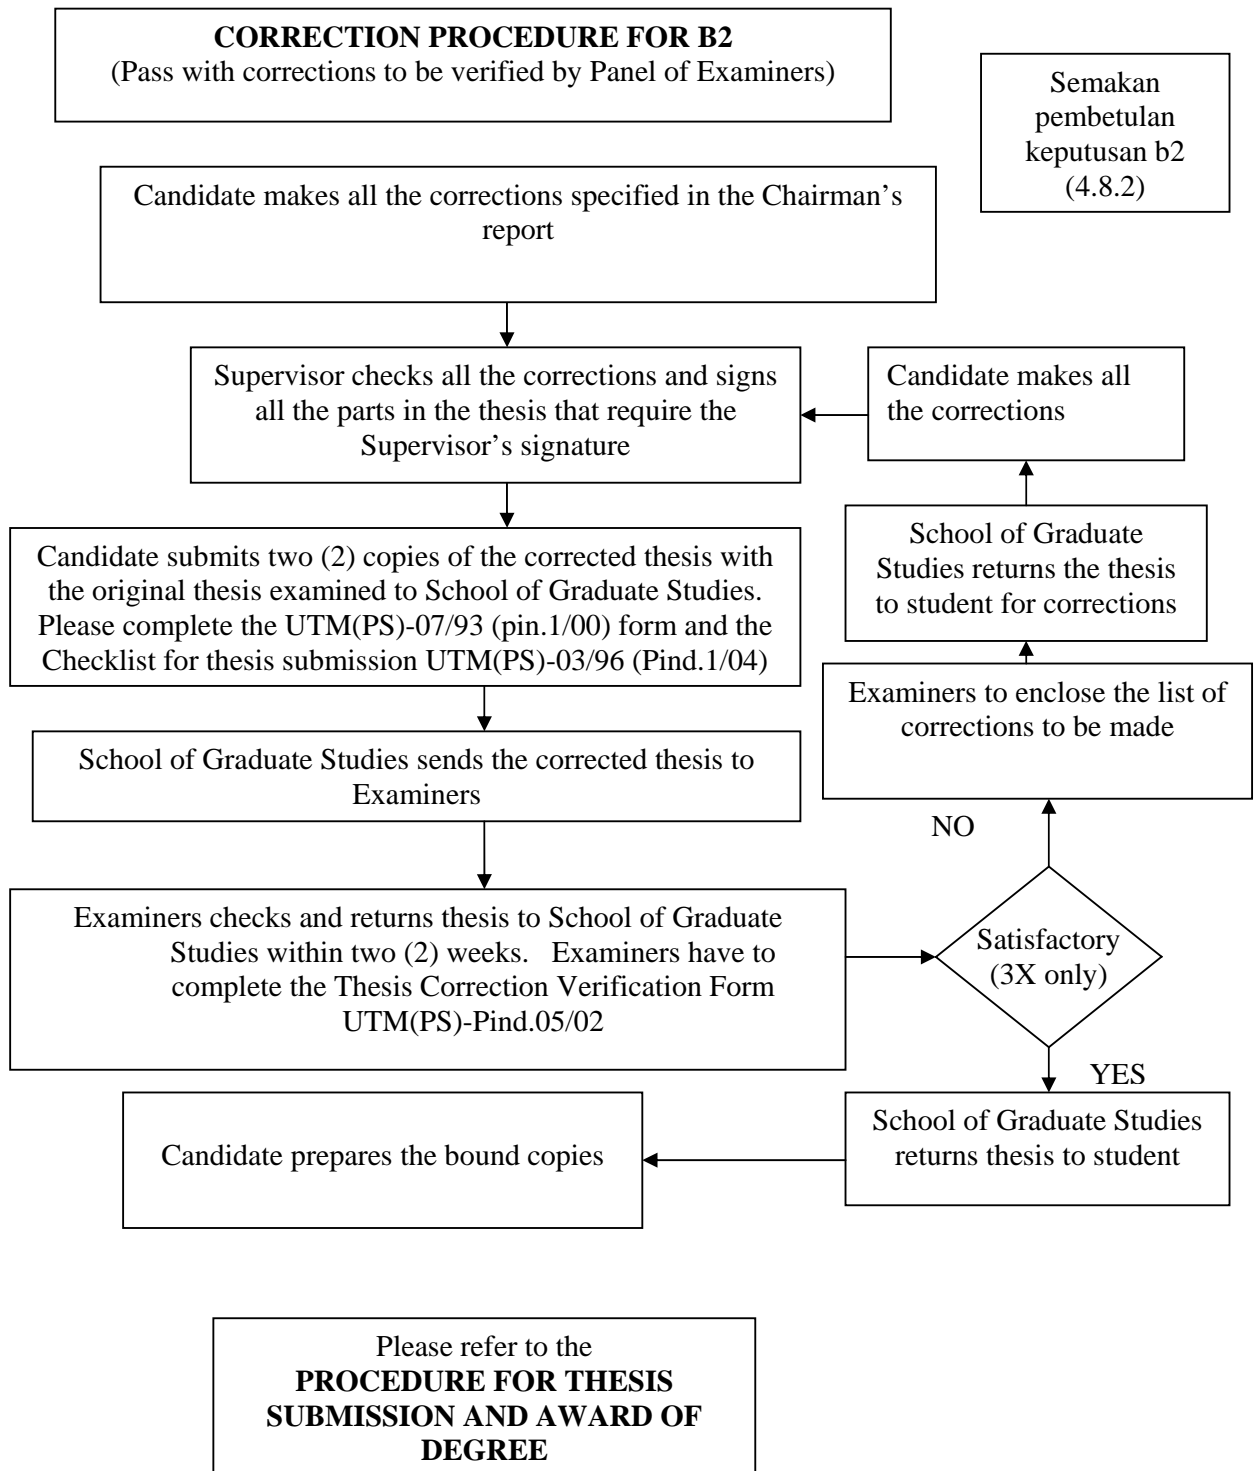 CORRECTION PROCEDURE FOR B2
(Pass with corrections to be verified by Panel of Examiners)
Semakan
pembetulan
keputusan b2
(4.8.2)
Candidate makes all the corrections specified in the Chairman’s
report
Supervisor checks all the corrections and signs
all the parts in the thesis that require the
Supervisor’s signature
Candidate makes all
the corrections
School of Graduate
Studies returns the thesis
to student for corrections
Candidate submits two (2) copies of the corrected thesis with
the original thesis examined to School of Graduate Studies.
Please complete the UTM(PS)-07/93 (pin.1/00) form and the
Checklist for thesis submission UTM(PS)-03/96 (Pind.1/04)
Examiners to enclose the list of
corrections to be made
School of Graduate Studies sends the corrected thesis to
Examiners
NO
Examiners checks and returns thesis to School of Graduate
Studies within two (2) weeks.   Examiners have to
complete the Thesis Correction Verification Form
UTM(PS)-Pind.05/02
Satisfactory
(3X only)
YES
School of Graduate Studies
returns thesis to student
Candidate prepares the bound copies
Please refer to the
PROCEDURE FOR THESIS
SUBMISSION AND AWARD OF
DEGREE